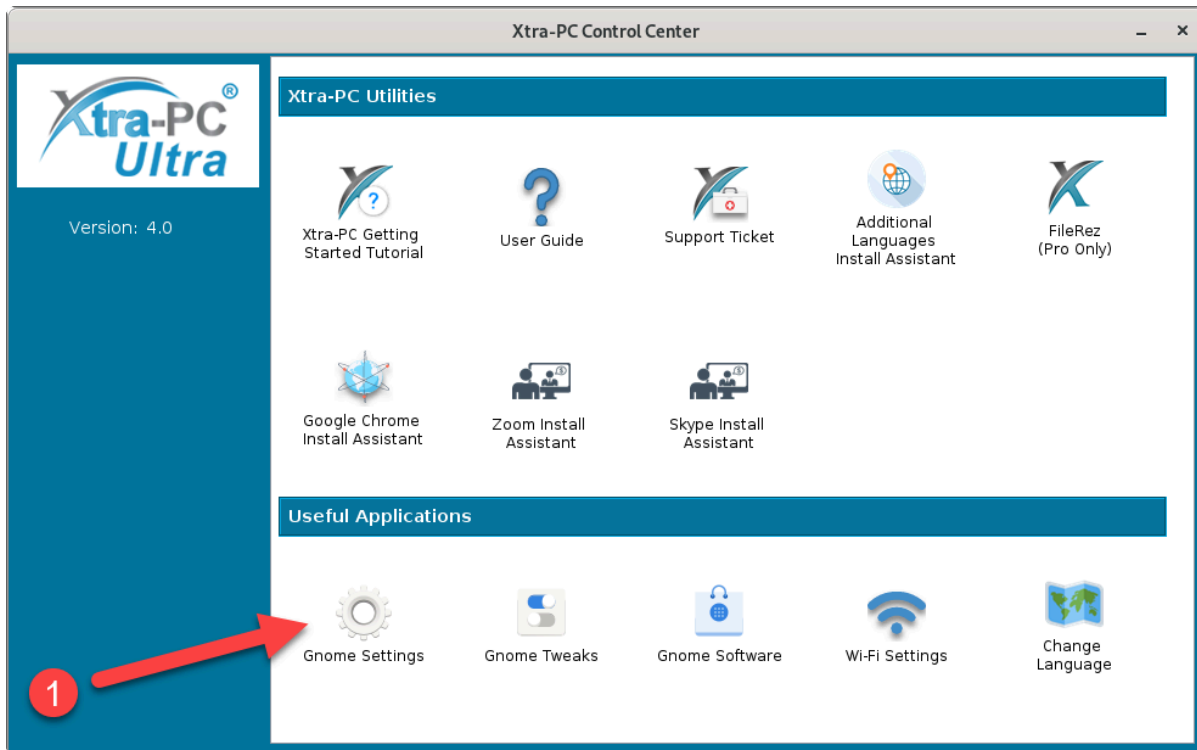 Xtra-PC Control Center
Xtra-PC®
Ultra
Version: 4.0
Xtra-PC Utilities
Xtra-PC Getting
Started Tutorial
User Guide
Support Ticket
Additional
Languages
Install Assistant
FileRez
(Pro Only)
Google Chrome
Install Assistant
Zoom Install
Assistant
Skype Install
Assistant
Useful Applications
Gnome Settings
Gnome Tweaks
Gnome Software
Wi-Fi Settings
Change
Language
1